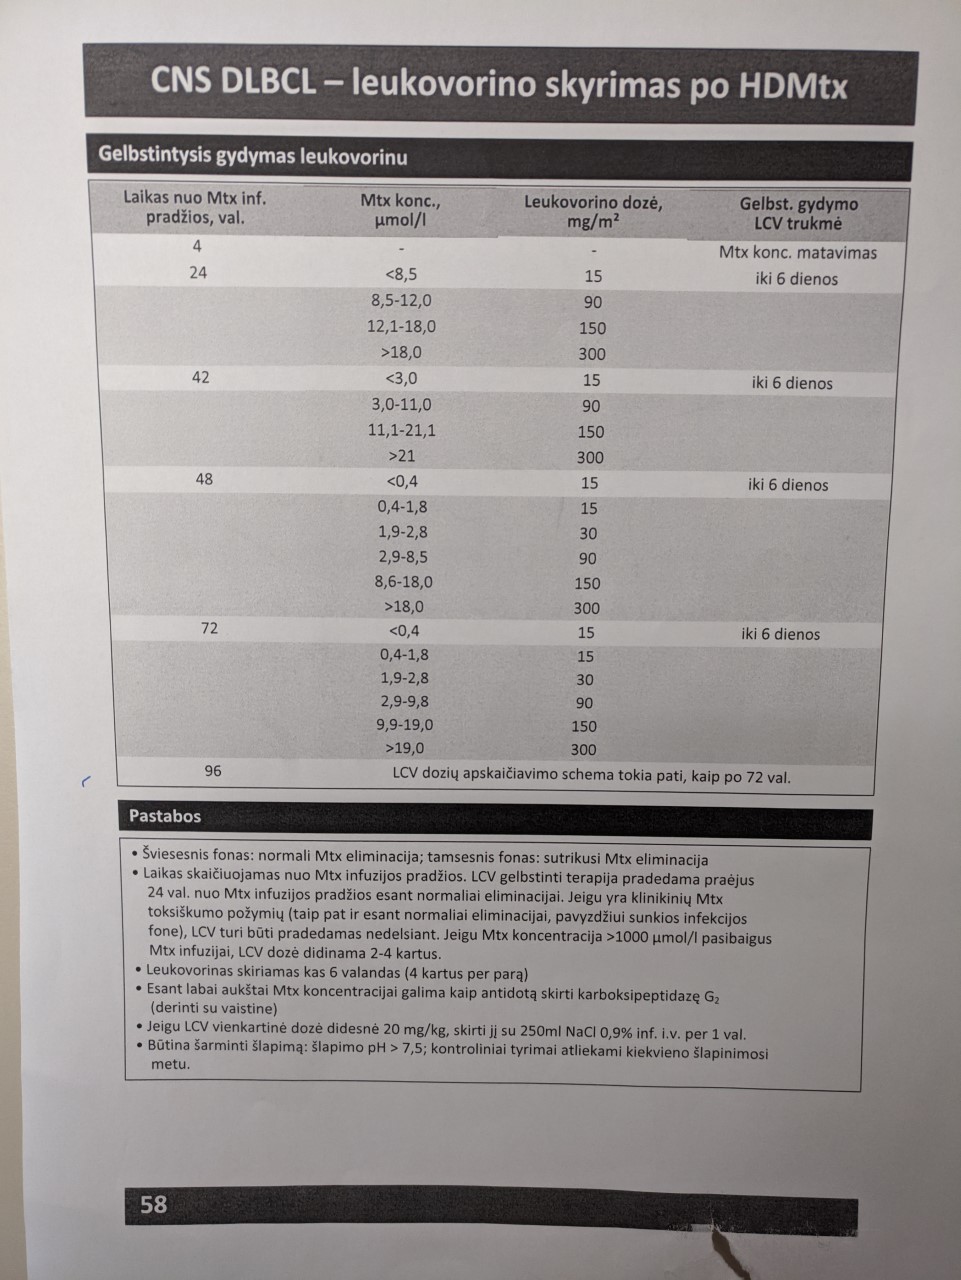 CNS DLBCL – leukovorino skyrimas po HDMtx
Gelbstintysis gydymas leukovorinu
Laikas nuo Mtx inf. pradžios, val. Mtx konc., µmol/l Leukovorino dozė, mg/m² Gelbst. gydymo LCV trukmė
4 - - Mtx konc. matavimas
24 <8,5 15 iki 6 dienos
8,5-12,0 90
12,1-18,0 150
>18,0 300
42 <3,0 15 iki 6 dienos
3,0-11,0 90
11,1-21,1 150
>21 300
48 <0,4 15 iki 6 dienos
0,4-1,8 15
1,9-2,8 30
2,9-8,5 90
8,6-18,0 150
>18,0 300
72 <0,4 15 iki 6 dienos
0,4-1,8 15
1,9-2,8 30
2,9-9,8 90
9,9-19,0 150
>19,0 300
96 LCV dozių apskaičiavimo schema tokia pati, kaip po 72 val.
Pastabos
• Šviesesnis fonas: normali Mtx eliminacija; tamsesnis fonas: sutrikusi Mtx eliminacija
• Laikas skaičiuojamas nuo Mtx infuzijos pradžios. LCV gelbstinti terapija pradedama praėjus
24 val. nuo Mtx infuzijos pradžios esant normaliai eliminacijai. Jeigu yra klinikinių Mtx
toksiškumo požymių (taip pat ir esant normaliai eliminacijai, pavyzdžiui sunkios infekcijos
fone), LCV turi būti pradedamas nedelsiant. Jeigu Mtx koncentracija >1000 µmol/l pasibaigus
Mtx infuzijai, LCV dozė didinama 2-4 kartus.
• Leukovorinas skiriamas kas 6 valandas (4 kartus per parą)
• Esant labai aukštai Mtx koncentracijai galima kaip antidotą skirti karboksipeptidazę G₂
(derinti su vaistine)
• Jeigu LCV vienkartinė dozė didesnė 20 mg/kg, skirti jį su 250ml NaCl 0,9% inf. i.v. per 1 val.
• Būtina šarminti šlapimą: šlapimo pH > 7,5; kontroliniai tyrimai atliekami kiekvieno šlapinimosi
metu.
58